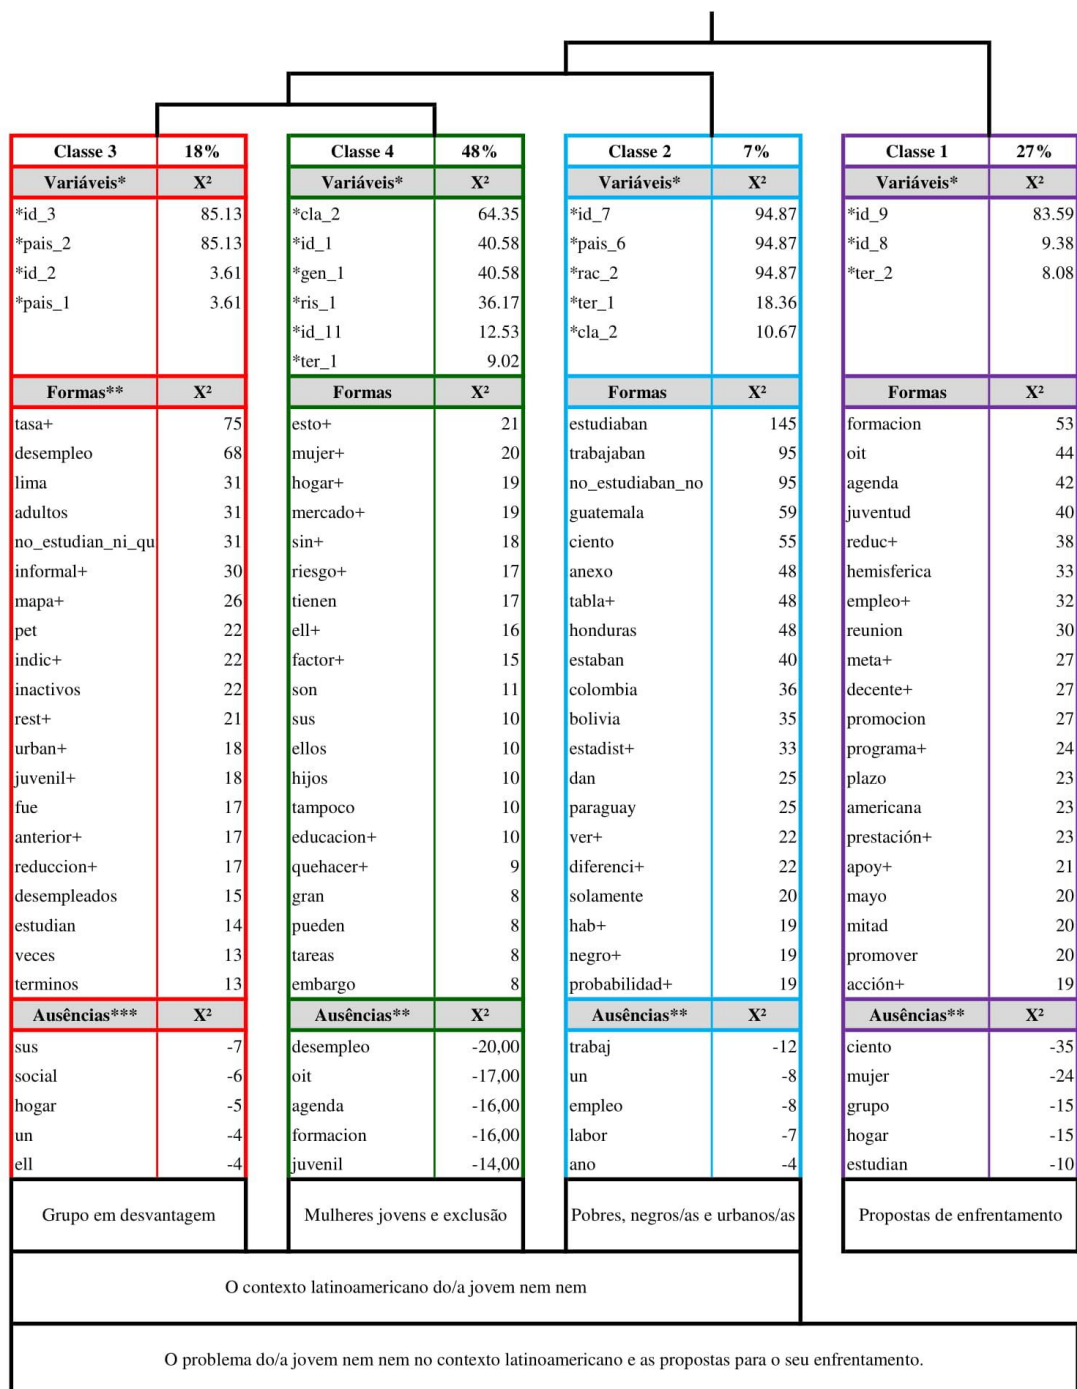 Classe 3 18% Classe 4 48% Classe 2 7% Classe 1 27%
Variáveis* X² Variáveis* X² Variáveis* X² Variáveis* X²
*id_3 85.13 *cla_2 64.35 *id_7 94.87 *id_9 83.59
*pais_2 85.13 *id_1 40.58 *pais_6 94.87 *id_8 9.38
*id_2 3.61 *gen_1 40.58 *rac_2 94.87 *ter_2 8.08
*pais_1 3.61 *ris_1 36.17 *ter_1 18.36
*id_11 12.53 *cla_2 10.67
*ter_1 9.02
Formas** X² Formas X² Formas X² Formas X²
tasa+ 75 esto+ 21 estudiaban 145 formacion 53
desempleo 68 mujer+ 20 trabajaban 95 oit 44
lima 31 hogar+ 19 no_estudiaban_no 95 agenda 42
adultos 31 mercado+ 19 guatemala 59 juventud 40
no_estudian_ni_qu 31 sin+ 18 ciento 55 reduc+ 38
informal+ 30 riesgo+ 17 anexo 48 hemisferica 33
mapa+ 26 tienen 17 tabla+ 48 empleo+ 32
pet 22 ell+ 16 honduras 48 reunion 30
indic+ 22 factor+ 15 estaban 40 meta+ 27
inactivos 22 son 11 colombia 36 decente+ 27
rest+ 21 sus 10 bolivia 35 promocion 27
urban+ 18 ellos 10 estadist+ 33 programa+ 24
juvenil+ 18 hijos 10 dan 25 plazo 23
fue 17 tampoco 10 paraguay 25 americana 23
anterior+ 17 educacion+ 10 ver+ 22 prestación+ 23
reduccion+ 17 quehacer+ 9 diferenci+ 22 apoy+ 21
desempleados 15 gran 8 solamente 20 mayo 20
estudian 14 pueden 8 hab+ 19 mitad 20
veces 13 tareas 8 negro+ 19 promover 20
terminos 13 embargo 8 probabilidad+ 19 acción+ 19
Ausências*** X² Ausências** X² Ausências** X² Ausências** X²
sus -7 desempleo -20,00 trabaj -12 ciento -35
social -6 oit -17,00 un -8 mujer -24
hogar -5 agenda -16,00 empleo -8 grupo -15
un -4 formacion -16,00 labor -7 hogar -15
ell -4 juvenil -14,00 ano -4 estudian -10
Grupo em desvantagem Mulheres jovens e exclusão Pobres, negros/as e urbanos/as Propostas de enfrentamento
O contexto latinoamericano do/a jovem nem nem
O problema do/a jovem nem nem no contexto latinoamericano e as propostas para o seu enfrentamento.